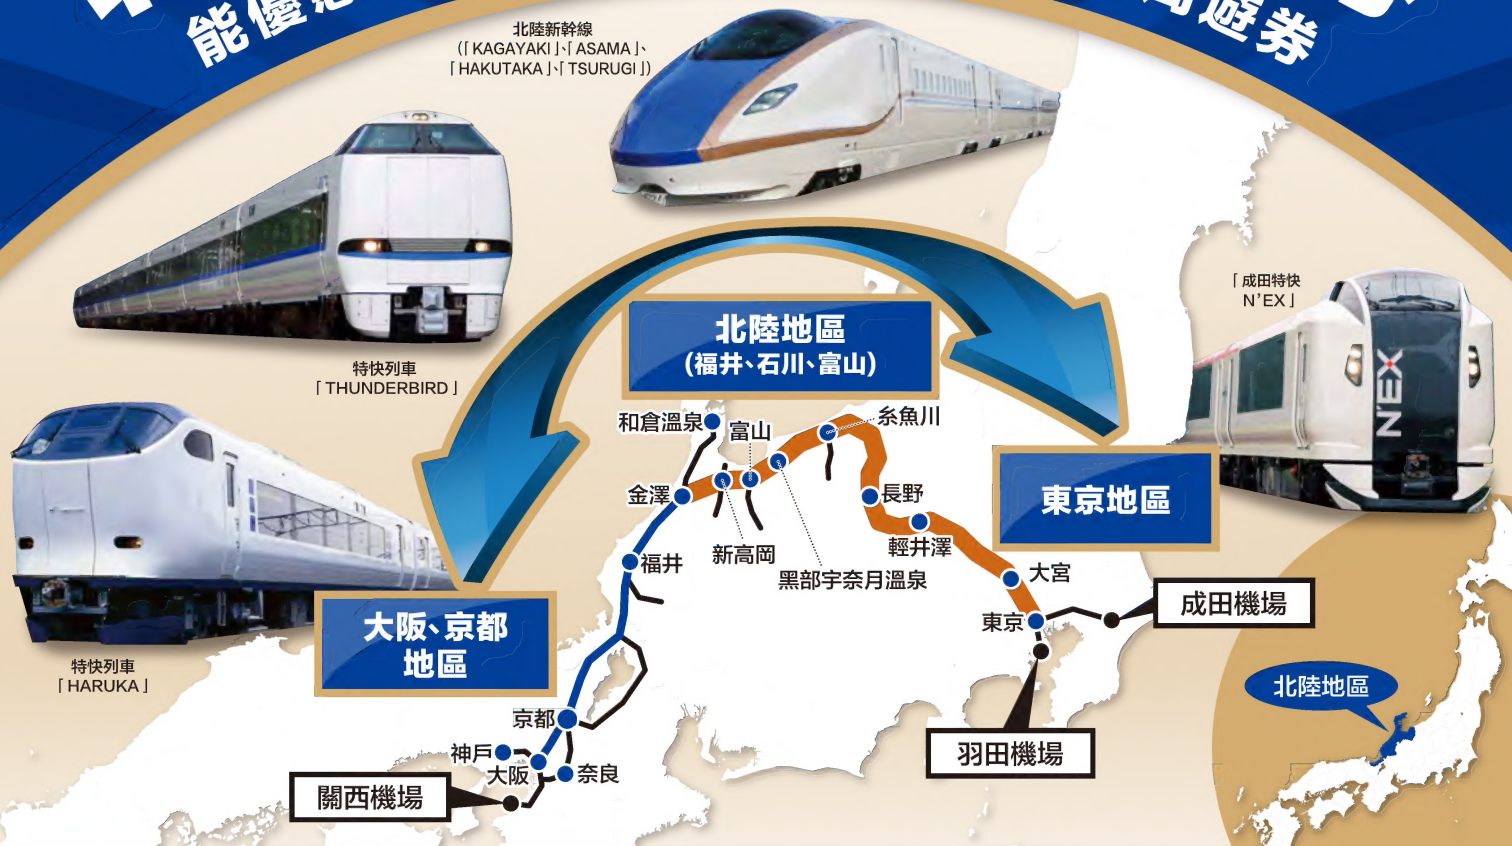 能優惠
周遊券
北陸新幹線
(「KAGAYAKI」、「ASAMA」、
「HAKUTAKA」、「TSURUGI」)
特快列車
「THUNDERBIRD」
「成田特快
N'EX」
N'EX
北陸地區
(福井、石川、富山)
和倉溫泉
富山
糸魚川
金澤
長野
東京地區
新高岡
輕井澤
福井
黑部宇奈月溫泉
大宮
大阪、京都
地區
成田機場
東京
特快列車
「HARUKA」
北陸地區
京都
羽田機場
神戶
大阪
奈良
關西機場